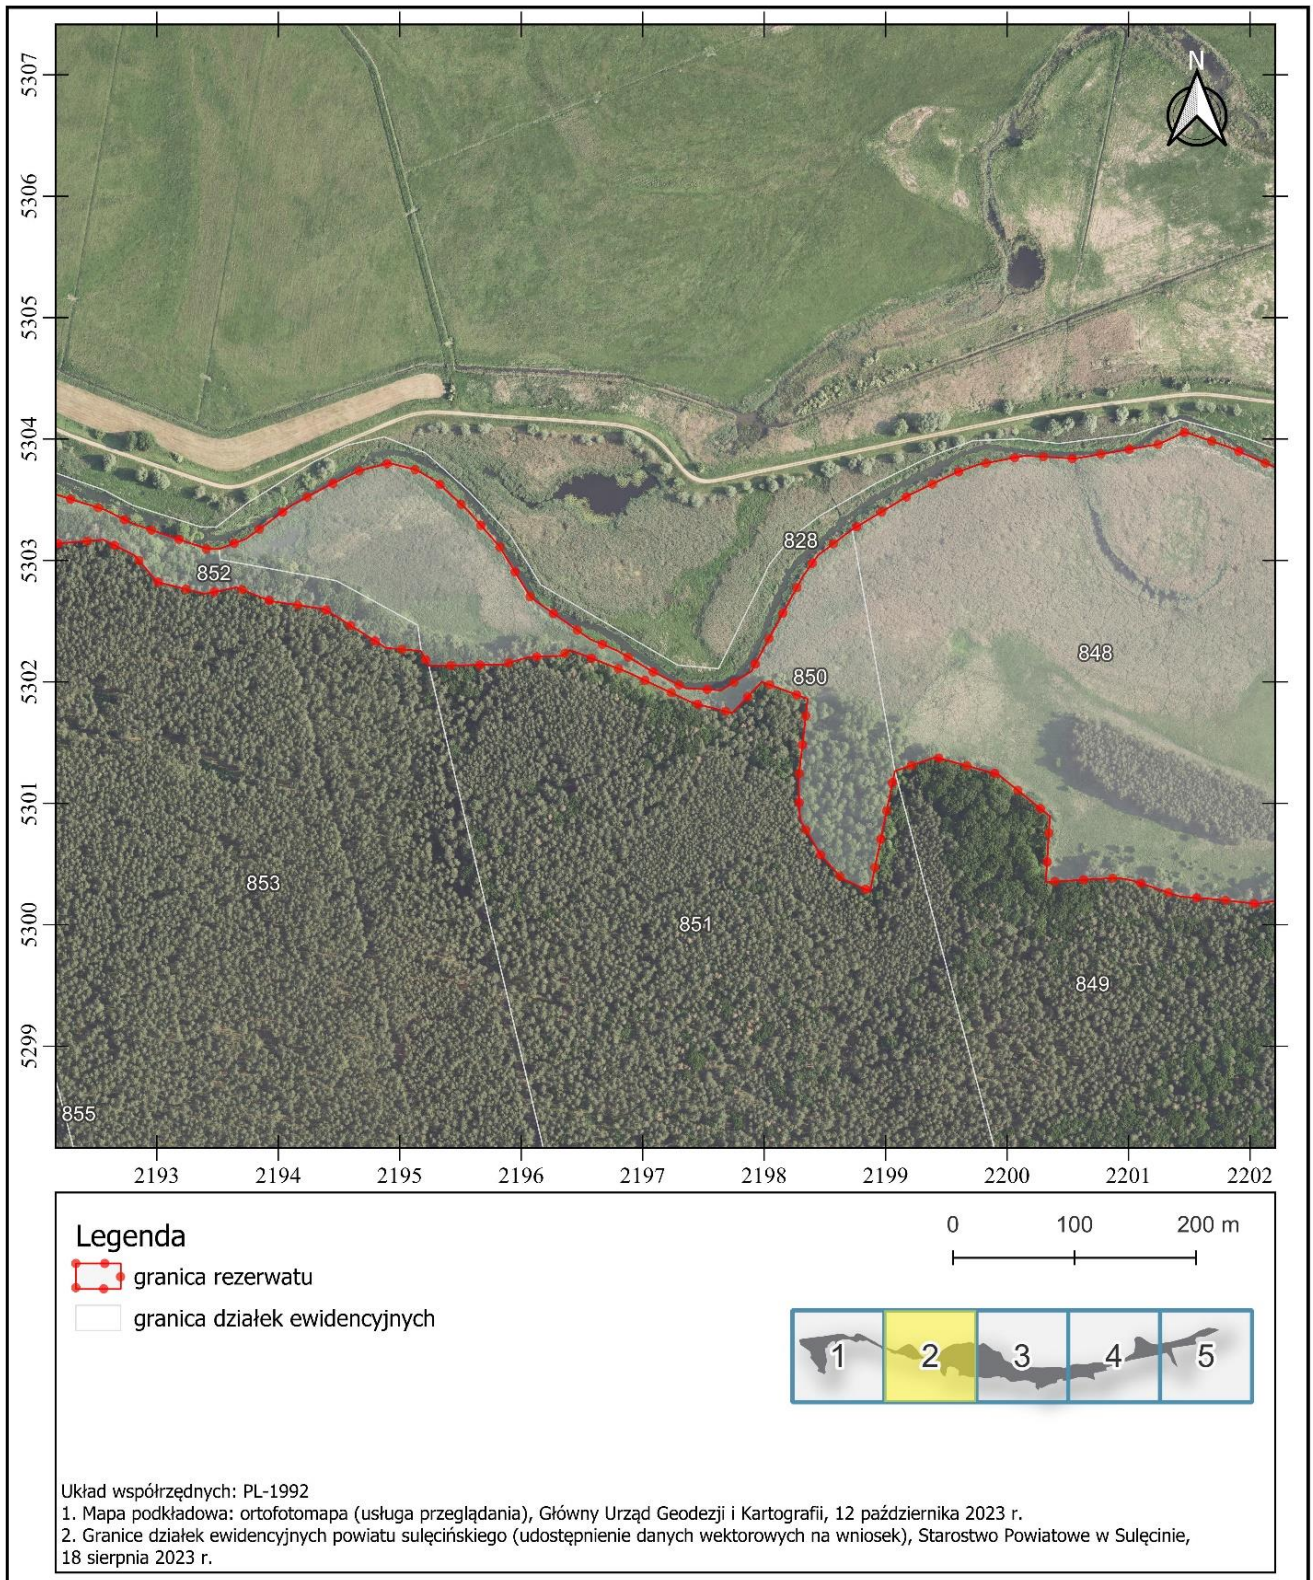 N
5307
5306
5305
5304
5303
5302
5301
5300
5299
828
852
848
850
853
851
849
855
2193 2194 2195 2196 2197 2198 2199 2200 2201 2202
Legenda
granica rezerwatu
granica działek ewidencyjnych
0 100 200 m
1 2 3 4 5
Układ współrzędnych: PL-1992
1. Mapa podkładowa: ortofotomapa (usługa przeglądania), Główny Urząd Geodezji i Kartografii, 12 października 2023 r.
2. Granice działek ewidencyjnych powiatu sulęcińskiego (udostępnienie danych wektorowych na wniosek), Starostwo Powiatowe w Sulęcinie,
18 sierpnia 2023 r.